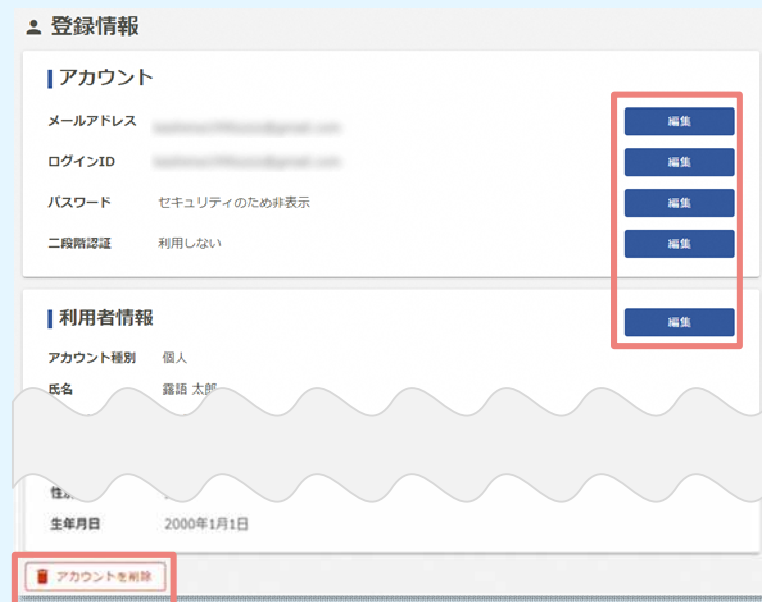 登録情報
アカウント
メールアドレス 編集
ログインID 編集
パスワード セキュリティのため非表示 編集
二段階認証 利用しない 編集
利用者情報 編集
アカウント種別 個人
氏名 露語 太郎
生年月日 2000年1月1日
アカウントを削除